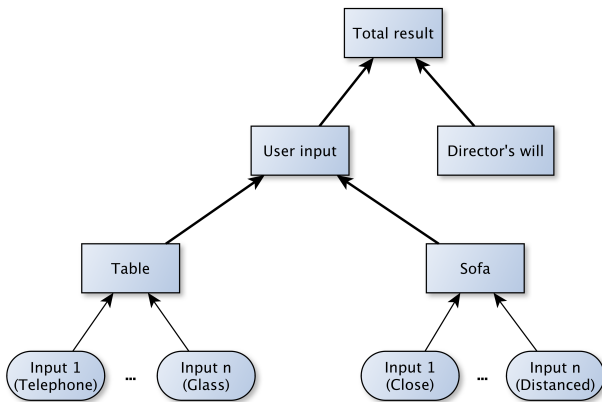 Total result
User input
Director's will
Table
Sofa
Input 1
(Telephone)
...
Input n
(Glass)
Input 1
(Close)
...
Input n
(Distanced)